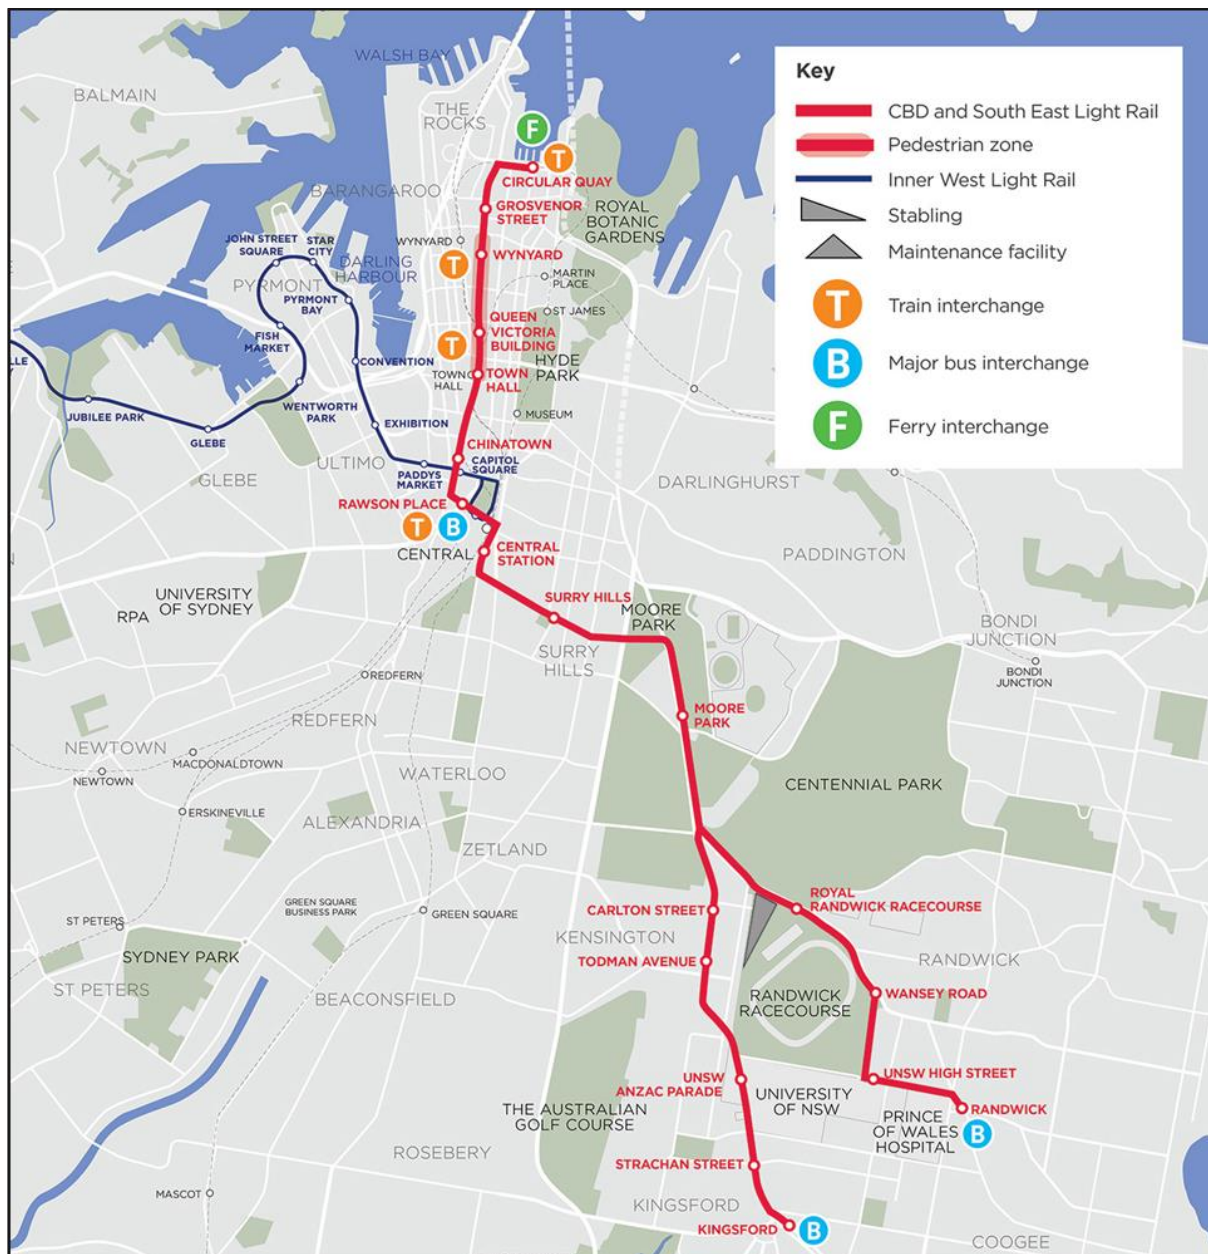 WALSH BAY
BALMAIN
THE
ROCKS
F
T
CIRCULAR QUAY
BARANGAROO
GROSVENOR
STREET
ROYAL
BOTANIC
GARDENS
JOHN STREET
SQUARE
STAR
CITY
WYNYARD
WYNYARD
DARLING
HARBOUR
T
MARTIN
PLACE
PYRMONT
PYRMONT
BAY
ST JAMES
QUEEN
VICTORIA
BUILDING
FISH
MARKET
T
HYDE
PARK
LLE
CONVENTION
TOWN
HALL
TOWN
HALL
JUBILEE PARK
WENTWORTH
PARK
MUSEUM
GLEBE
EXHIBITION
CHINATOWN
ULTIMO
CAPITOL
SQUARE
PADDYS
MARKET
GLEBE
DARLINGHURST
RAWSON PLACE
T
B
CENTRAL
CENTRAL
STATION
PADDINGTON
N
UNIVERSITY
OF SYDNEY
RPA
SURRY HILLS
MOORE
PARK
BONDI
JUNCTION
SURRY
HILLS
BONDI
JUNCTION
REDFERN
REDFERN
MOORE
PARK
NEWTOWN
MACDONALDTOWN
NEWTOWN
WATERLOO
CENTENNIAL PARK
ERSKINEVILLE
ALEXANDRIA
ZETLAND
GREEN SQUARE
BUSINESS PARK
GREEN SQUARE
CARLTON STREET
ROYAL
RANDWICK RACECOURSE
ST PETERS
KENSINGTON
SYDNEY PARK
TODMAN AVENUE
RANDWICK
ST PETERS
BEACONSFIELD
RANDWICK
RACECOURSE
WANSEY ROAD
UNSW
ANZAC PARADE
UNSW HIGH STREET
UNIVERSITY
OF NSW
THE AUSTRALIAN
GOLF COURSE
RANDWICK
PRINCE
OF WALES
HOSPITAL
B
ROSEBERY
STRACHAN STREET
MASCOT
KINGSFORD
KINGSFORD
B
COOGEE
Key
CBD and South East Light Rail
Pedestrian zone
Inner West Light Rail
Stabling
Maintenance facility
T
Train interchange
B
Major bus interchange
F
Ferry interchange